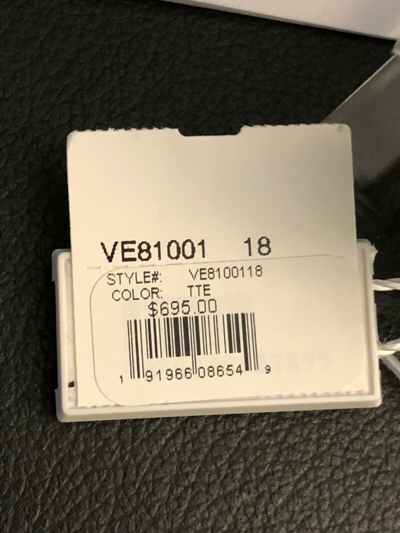 VE81001 18
STYLE#: VE8100118
COLOR: TTE
$695.00
1 91966 08654 9